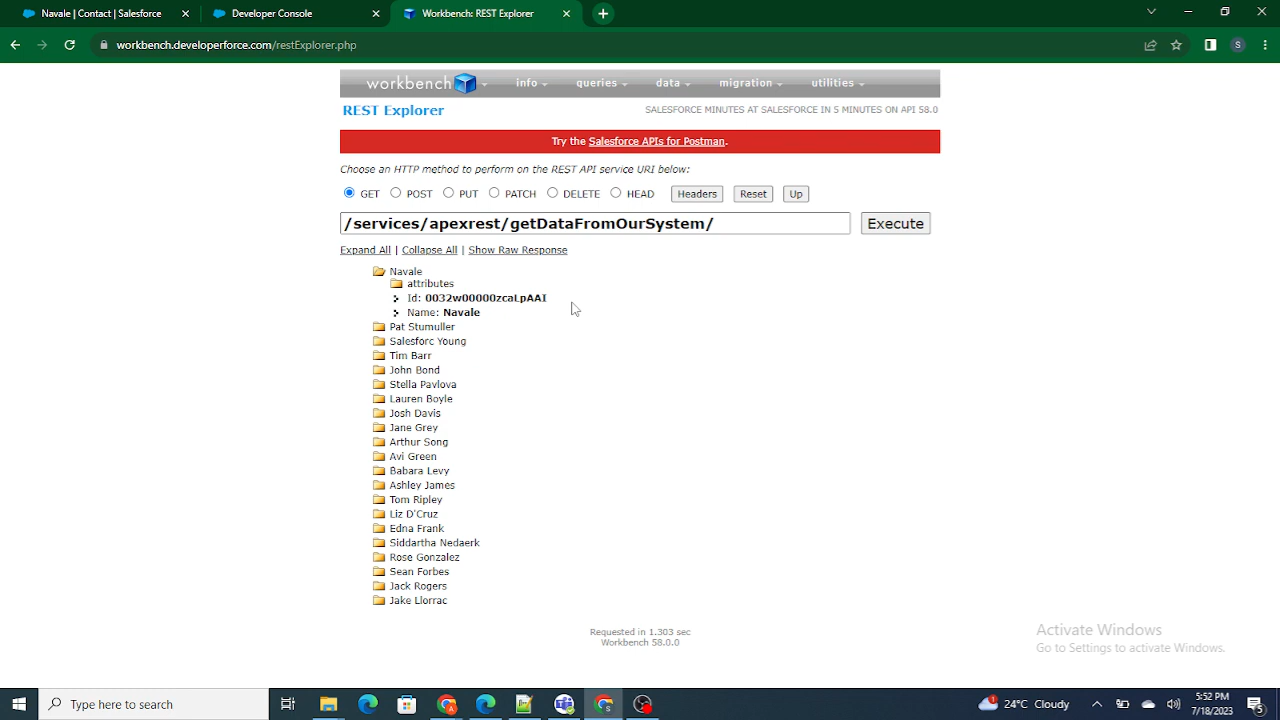 Navale | Contact | Salesforce
Developer Console
Workbench: REST Explorer
workbench.developerforce.com/restExplorer.php
S
workbench
info
queries
data
migration
utilities
REST Explorer
SALESFORCE MINUTES AT SALESFORCE IN 5 MINUTES ON API 58.0
Try the Salesforce APIs for Postman.
Choose an HTTP method to perform on the REST API service URI below:
GET POST PUT PATCH DELETE HEAD Headers Reset Up
/services/apexrest/getDataFromOurSystem/ Execute
Expand All | Collapse All | Show Raw Response
Navale
attributes
Id: 0032w00000zcaLpAAI
Name: Navale
Pat Stumuller
Salesforc Young
Tim Barr
John Bond
Stella Pavlova
Lauren Boyle
Josh Davis
Jane Grey
Arthur Song
Avi Green
Babara Levy
Ashley James
Tom Ripley
Liz D'Cruz
Edna Frank
Siddartha Nedaerk
Rose Gonzalez
Sean Forbes
Jack Rogers
Jake Llorrac
Requested in 1.303 sec
Workbench 58.0.0
Activate Windows
Go to Settings to activate Windows.
Type here to search
24°C Cloudy
5:52 PM
7/18/2023